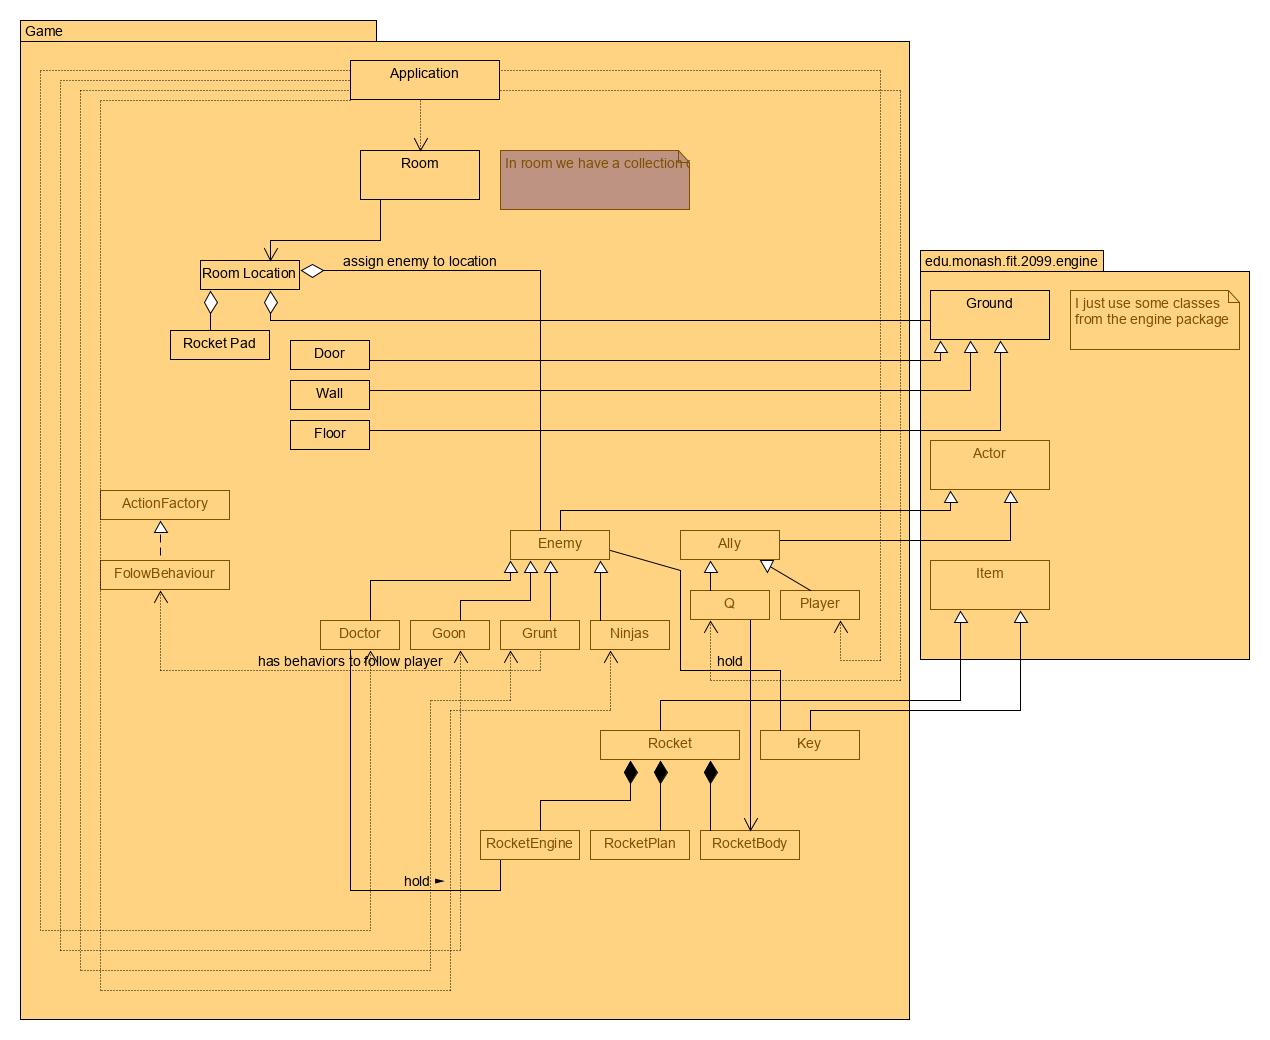 Game
Application
Room
In room we have a collection
edu.monash.fit.2099.engine
assign enemy to location
Room Location
Ground
I just use some classes
from the engine package
Rocket Pad
Door
Wall
Floor
Actor
ActionFactory
Enemy
Ally
FolowBehaviour
Item
Q
Player
Doctor
Goon
Grunt
Ninjas
has behaviors to follow player
hold
Rocket
Key
RocketEngine
RocketPlan
RocketBody
hold ►